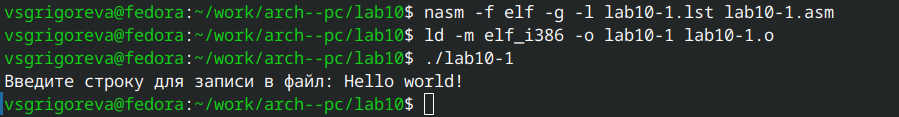 vsgrigoreva@fedora:~/work/arch--pc/lab10$ nasm -f elf -g -l lab10-1.lst lab10-1.asm
vsgrigoreva@fedora:~/work/arch--pc/lab10$ ld -m elf_i386 -o lab10-1 lab10-1.o
vsgrigoreva@fedora:~/work/arch--pc/lab10$ ./lab10-1
Введите строку для записи в файл: Hello world!
vsgrigoreva@fedora:~/work/arch--pc/lab10$